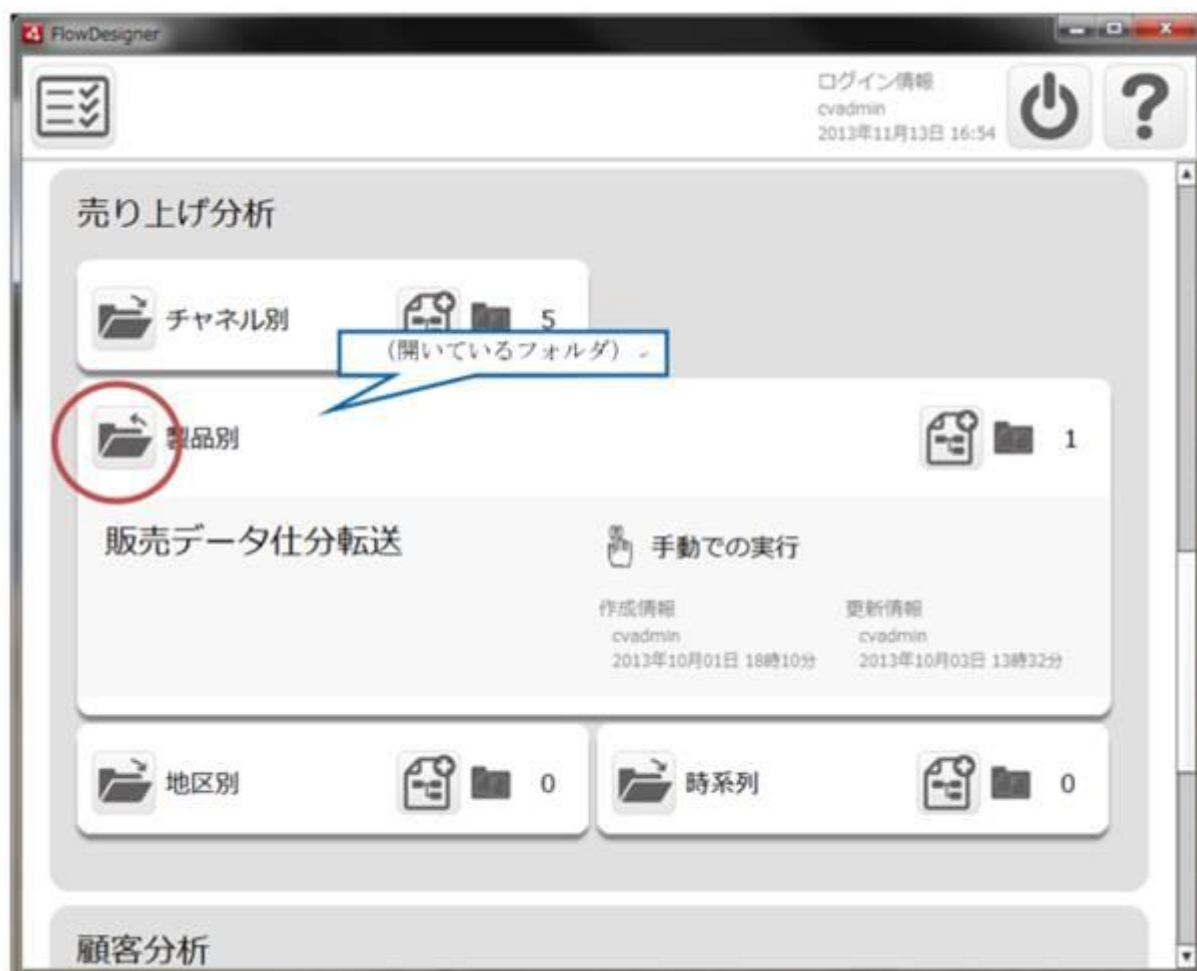 FlowDesigner
ログイン情報
cvadmin
2013年11月13日 16:54
売り上げ分析
チャネル別 5
(開いているフォルダ)
製品別 1
販売データ仕分転送
手動での実行
作成情報 更新情報
cvadmin cvadmin
2013年10月01日 18時10分 2013年10月03日 13時32分
地区別 0 時系列 0
顧客分析